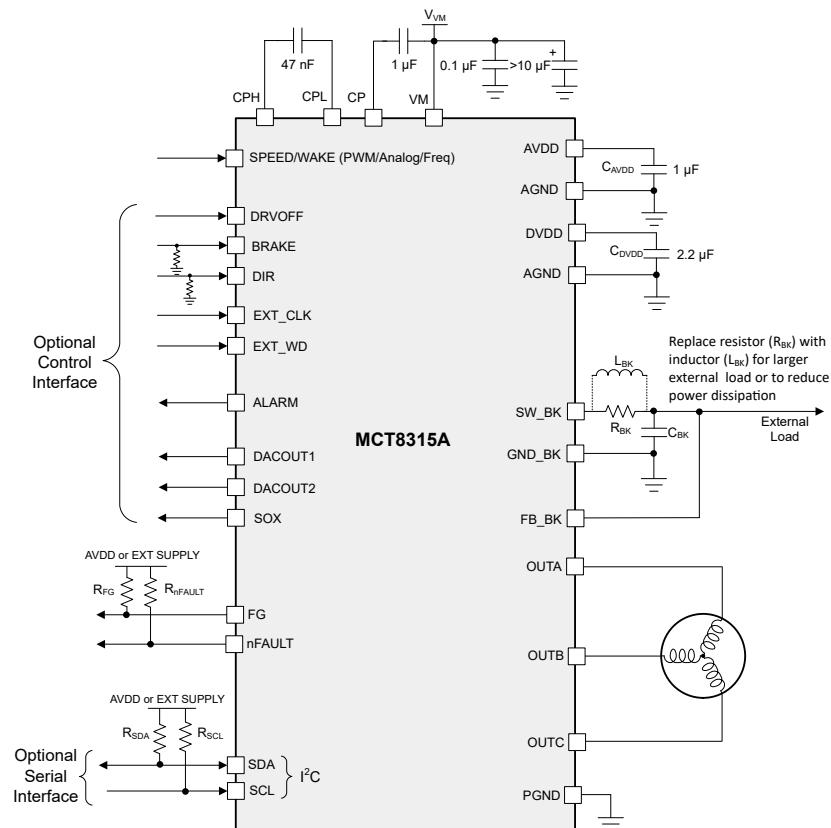 V_VM
47 nF
1 µF
0.1 µF
>10 µF
+
CPH
CPL
CP
VM
SPEED/WAKE (PWM/Analog/Freq)
DRVOFF
BRAKE
DIR
EXT_CLK
EXT_WD
ALARM
DACOUT1
DACOUT2
SOX
Optional
Control
Interface
AVDD or EXT SUPPLY
R_FG
R_nFAULT
FG
nFAULT
AVDD or EXT SUPPLY
R_SDA
R_SCL
Optional
Serial
Interface
SDA
SCL
I²C
MCT8315A
AVDD
C_AVDD
1 µF
AGND
DVDD
C_DVDD
2.2 µF
AGND
Replace resistor (R_BK) with
inductor (L_BK) for larger
external load or to reduce
power dissipation
L_BK
SW_BK
R_BK
C_BK
External
Load
GND_BK
FB_BK
OUTA
OUTB
OUTC
PGND